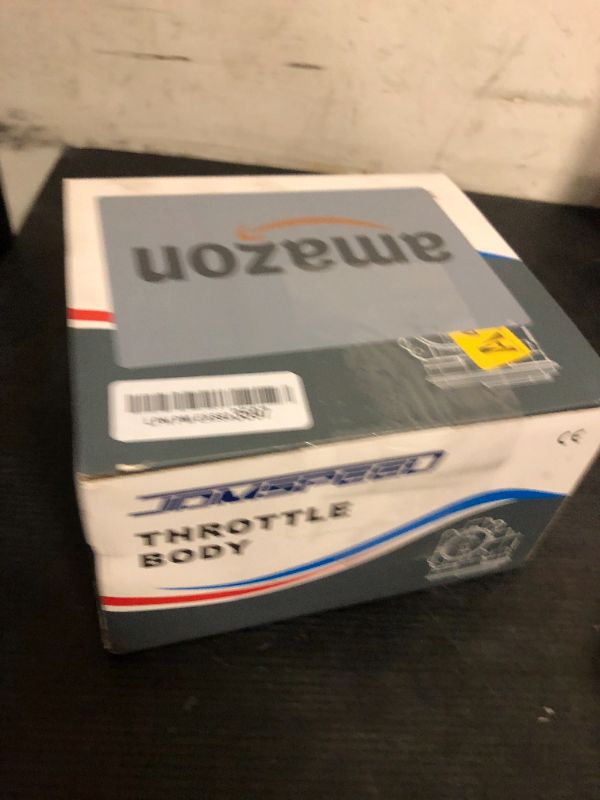 amazon
JDMSPEED
THROTTLE
BODY
CE